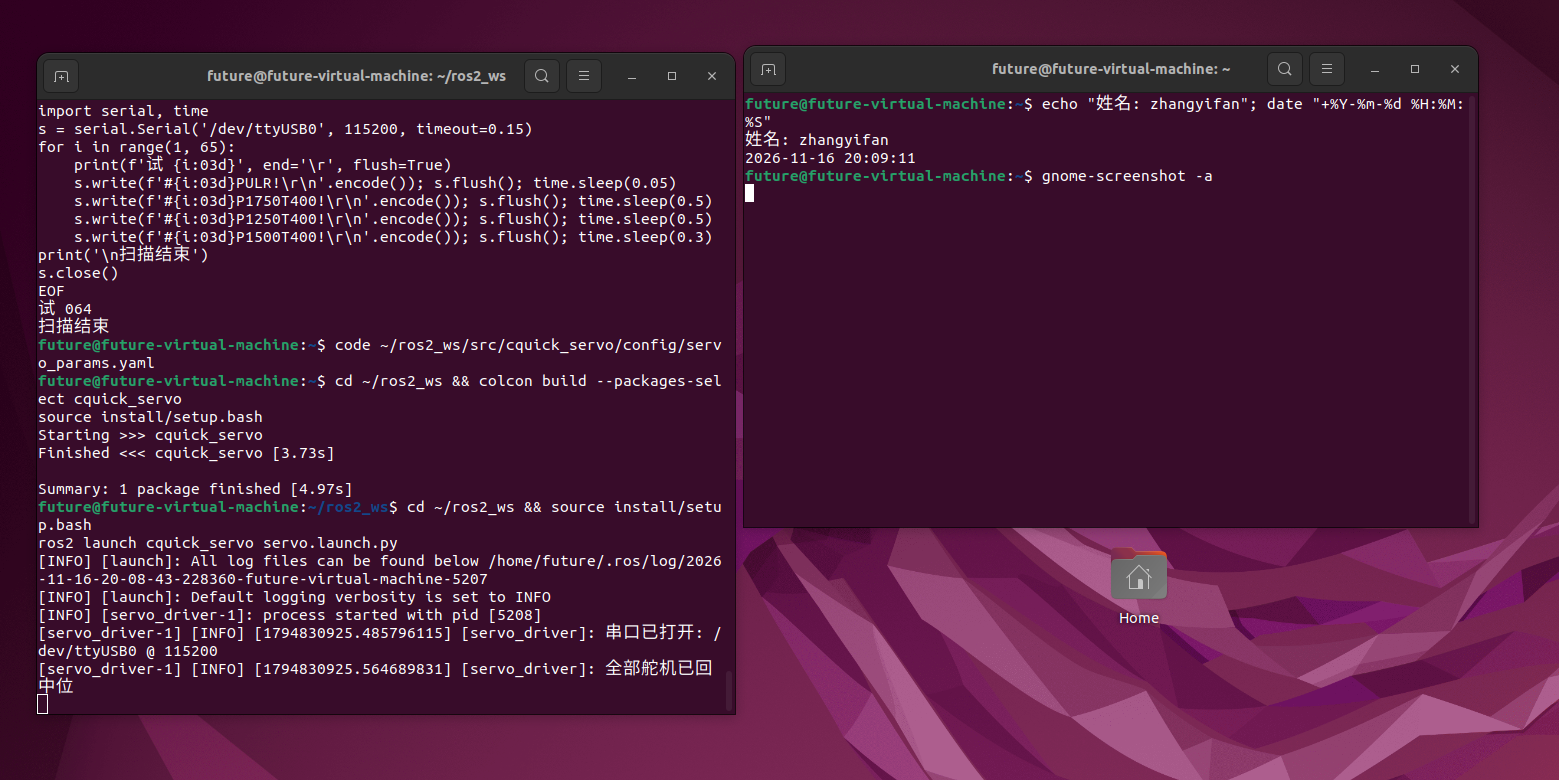 future@future-virtual-machine: ~/ros2_ws
import serial, time
s = serial.Serial('/dev/ttyUSB0', 115200, timeout=0.15)
for i in range(1, 65):
    print(f'试 {i:03d}', end='\r', flush=True)
    s.write(f'#{i:03d}PULR!\r\n'.encode()); s.flush(); time.sleep(0.05)
    s.write(f'#{i:03d}P1750T400!\r\n'.encode()); s.flush(); time.sleep(0.5)
    s.write(f'#{i:03d}P1250T400!\r\n'.encode()); s.flush(); time.sleep(0.5)
    s.write(f'#{i:03d}P1500T400!\r\n'.encode()); s.flush(); time.sleep(0.3)
print('\n扫描结束')
s.close()
EOF
试 064
扫描结束
future@future-virtual-machine:~$ code ~/ros2_ws/src/cquick_servo/config/serv
o_params.yaml
future@future-virtual-machine:~$ cd ~/ros2_ws && colcon build --packages-sel
ect cquick_servo
source install/setup.bash
Starting >>> cquick_servo
Finished <<< cquick_servo [3.73s]

Summary: 1 package finished [4.97s]
future@future-virtual-machine:~/ros2_ws$ cd ~/ros2_ws && source install/setu
p.bash
ros2 launch cquick_servo servo.launch.py
[INFO] [launch]: All log files can be found below /home/future/.ros/log/2026
-11-16-20-08-43-228360-future-virtual-machine-5207
[INFO] [launch]: Default logging verbosity is set to INFO
[INFO] [servo_driver-1]: process started with pid [5208]
[servo_driver-1] [INFO] [1794830925.485796115] [servo_driver]: 串口已打开: /
dev/ttyUSB0 @ 115200
[servo_driver-1] [INFO] [1794830925.564689831] [servo_driver]: 全部舵机已回
中位
future@future-virtual-machine: ~
future@future-virtual-machine:~$ echo "姓名: zhangyifan"; date "+%Y-%m-%d %H:%M:
%S"
姓名: zhangyifan
2026-11-16 20:09:11
future@future-virtual-machine:~$ gnome-screenshot -a
Home